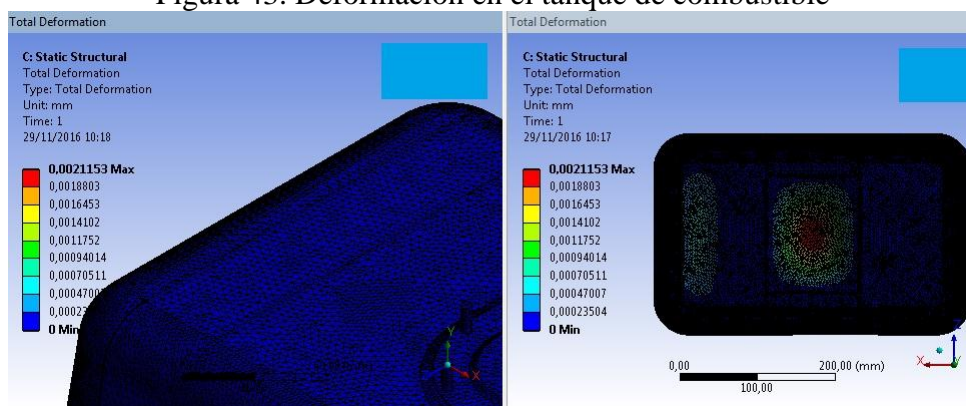 Figura 43. Deformación en el tanque de combustible
Total Deformation
C: Static Structural
Total Deformation
Type: Total Deformation
Unit: mm
Time: 1
29/11/2016 10:18
0,0021153 Max
0,0018803
0,0016453
0,0014102
0,0011752
0,00094014
0,00070511
0,00047007
0 Min
Y
X
Total Deformation
C: Static Structural
Total Deformation
Type: Total Deformation
Unit: mm
Time: 1
29/11/2016 10:17
0,0021153 Max
0,0018803
0,0016453
0,0014102
0,0011752
0,00094014
0,00070511
0,00047007
0,00023504
0 Min
0,00 200,00 (mm)
100,00
Z
X
Y